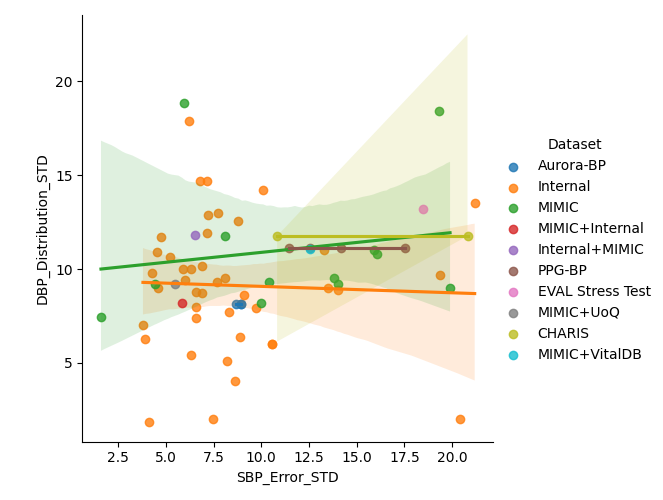 Dataset
Aurora-BP
Internal
MIMIC
MIMIC+Internal
Internal+MIMIC
PPG-BP
EVAL Stress Test
MIMIC+UoQ
CHARIS
MIMIC+VitalDB
DBP_Distribution_STD
20
15
10
5
2.5 5.0 7.5 10.0 12.5 15.0 17.5 20.0
SBP_Error_STD